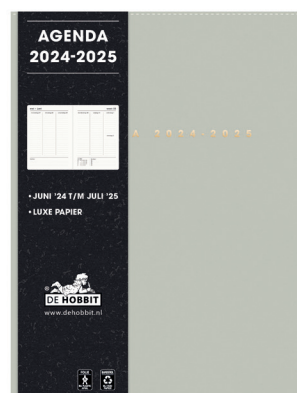 AGENDA
2024-2025
A 2024-2025
• JUNI '24 T/M JULI '25
• LUXE PAPIER
®
DE HOBBIT
www.dehobbit.nl